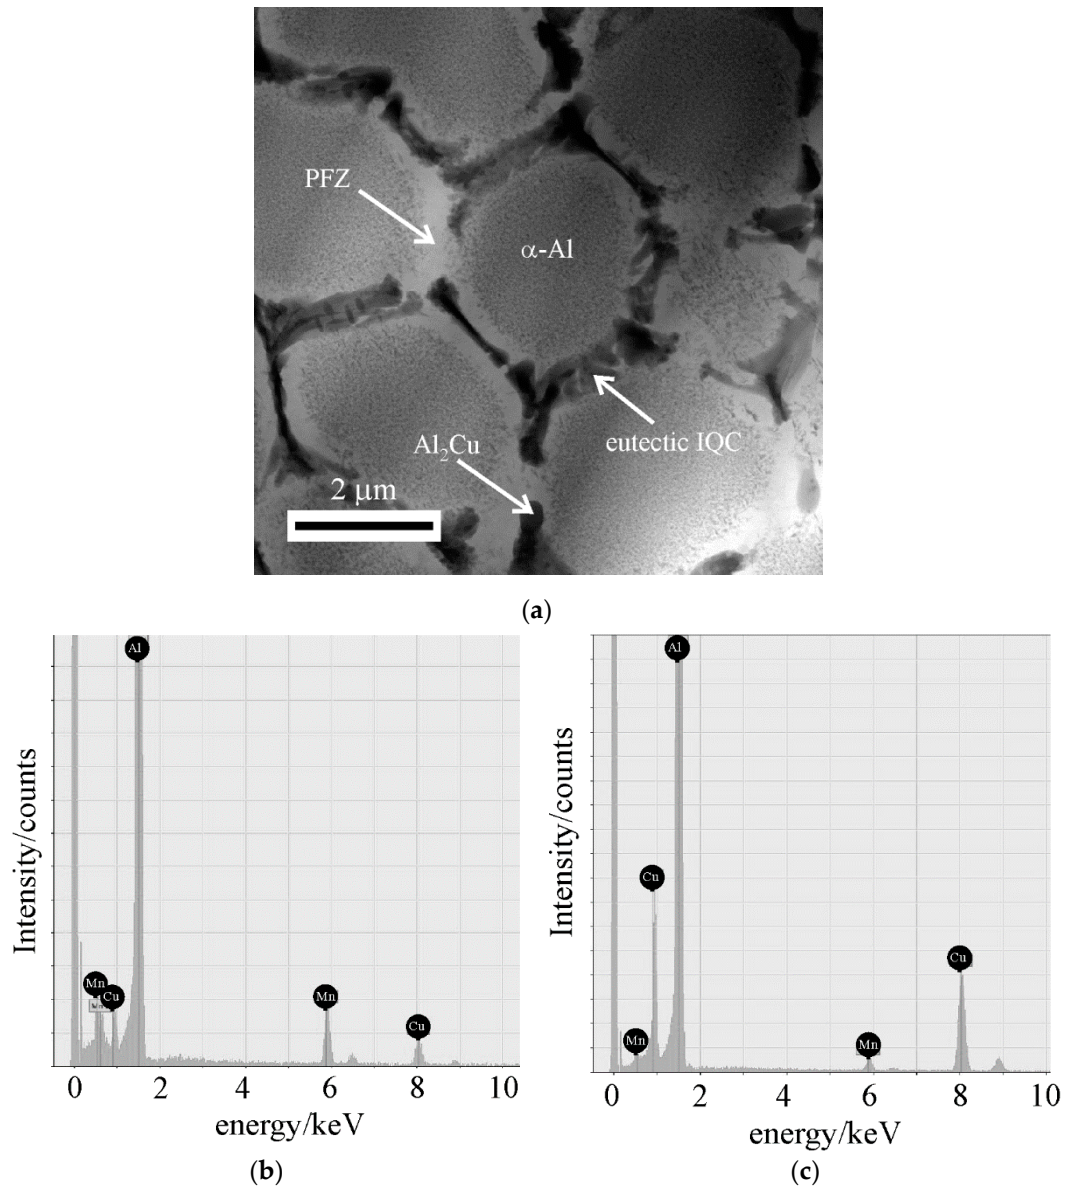 PFZ
α-Al
Al₂Cu
eutectic IQC
2 μm
(a)
Intensity/counts
Al
Mn
Cu
Mn
Cu
0 2 4 6 8 10
energy/keV
(b)
Intensity/counts
Al
Cu
Cu
Mn
Mn
0 2 4 6 8 10
energy/keV
(c)